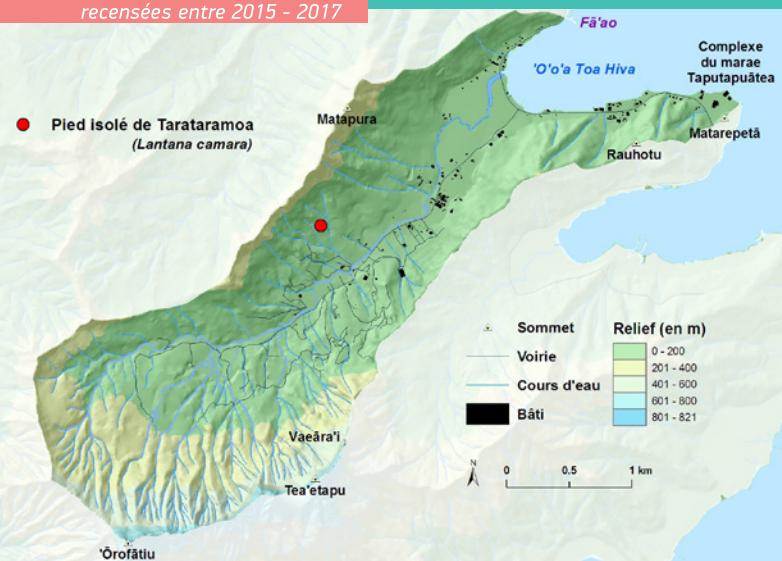 recensées entre 2015 - 2017
Fā'ao
'O'o'a Toa Hiva
Complexe
du marae
Taputapuātea
Pied isolé de Tarataramoa
(Lantana camara)
Matapura
Matarepetā
Rauhotu
Sommet
Voirie
Cours d'eau
Bâti
Relief (en m)
0 - 200
201 - 400
401 - 600
601 - 800
801 - 821
N
0 0.5 1 km
Vaeāra'i
Tea'etapu
'Ōrofātiu